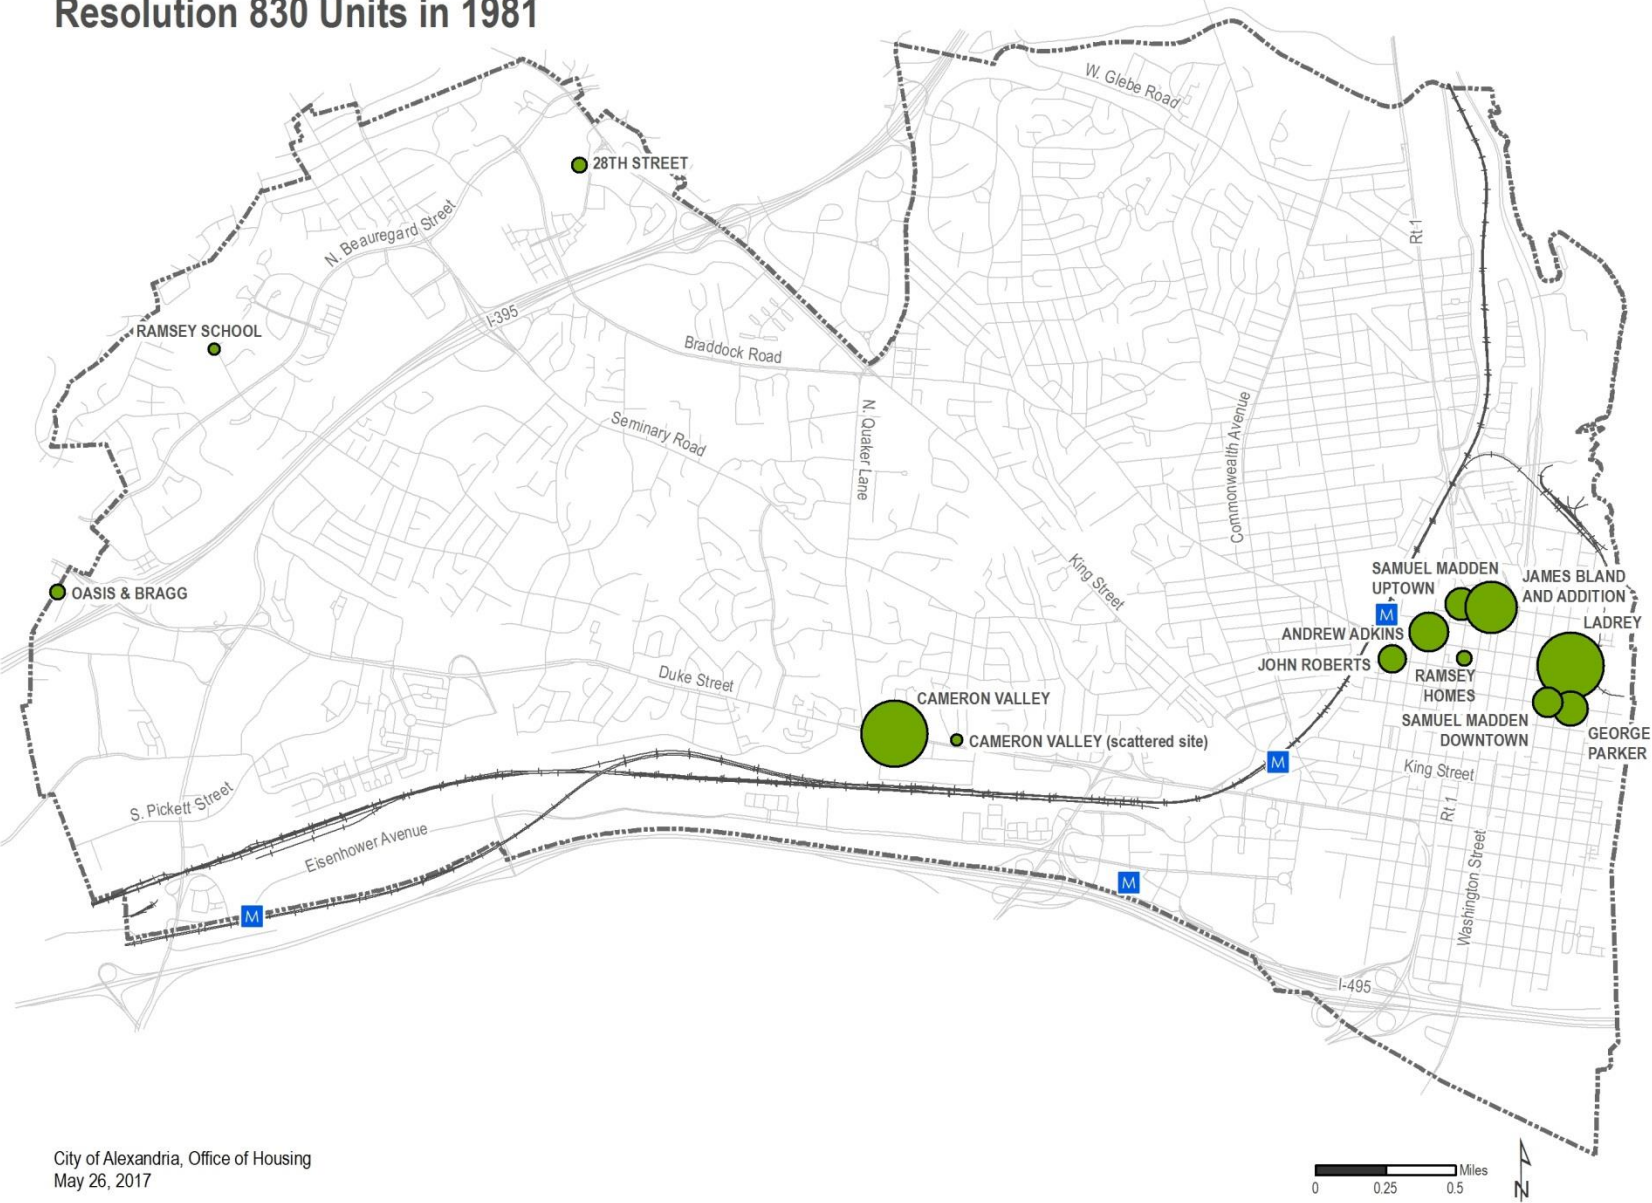 Resolution 830 Units in 1981
W. Glebe Road
28TH STREET
N. Beauregard Street
Rt 1
I-395
RAMSEY SCHOOL
Braddock Road
Seminary Road
N. Quaker Lane
Commonwealth Avenue
King Street
OASIS & BRAGG
SAMUEL MADDEN
UPTOWN
JAMES BLAND
AND ADDITION
M
LADREY
ANDREW ADKINS
JOHN ROBERTS
RAMSEY
HOMES
Duke Street
CAMERON VALLEY
CAMERON VALLEY (scattered site)
SAMUEL MADDEN
DOWNTOWN
GEORGE
PARKER
M
King Street
S. Pickett Street
Rt 1
Eisenhower Avenue
Washington Street
M
M
I-495
City of Alexandria, Office of Housing
May 26, 2017
Miles
0 0.25 0.5
N